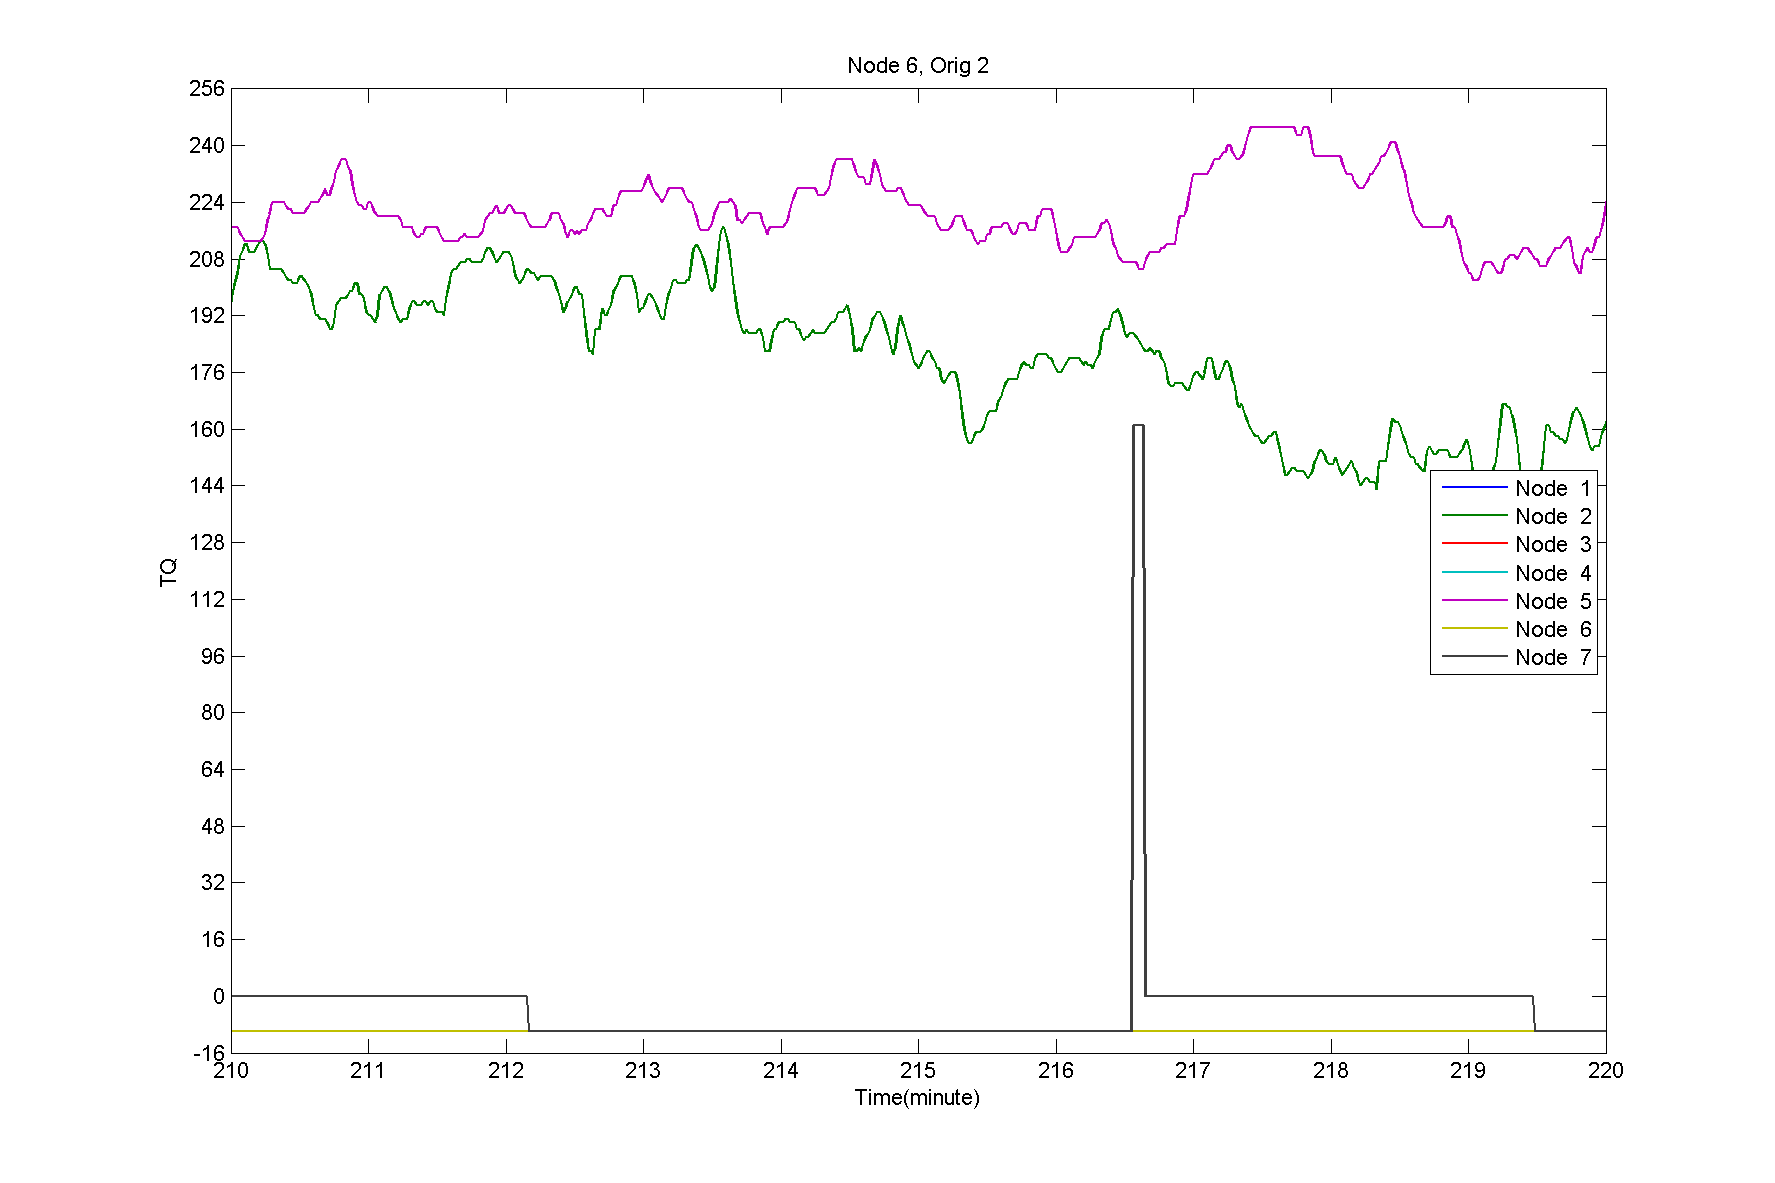 Node 6, Orig 2
256
240
224
208
192
176
160
144
128
112
96
80
64
48
32
16
0
-16
TQ
Node 1
Node 2
Node 3
Node 4
Node 5
Node 6
Node 7
210 211 212 213 214 215 216 217 218 219 220
Time(minute)